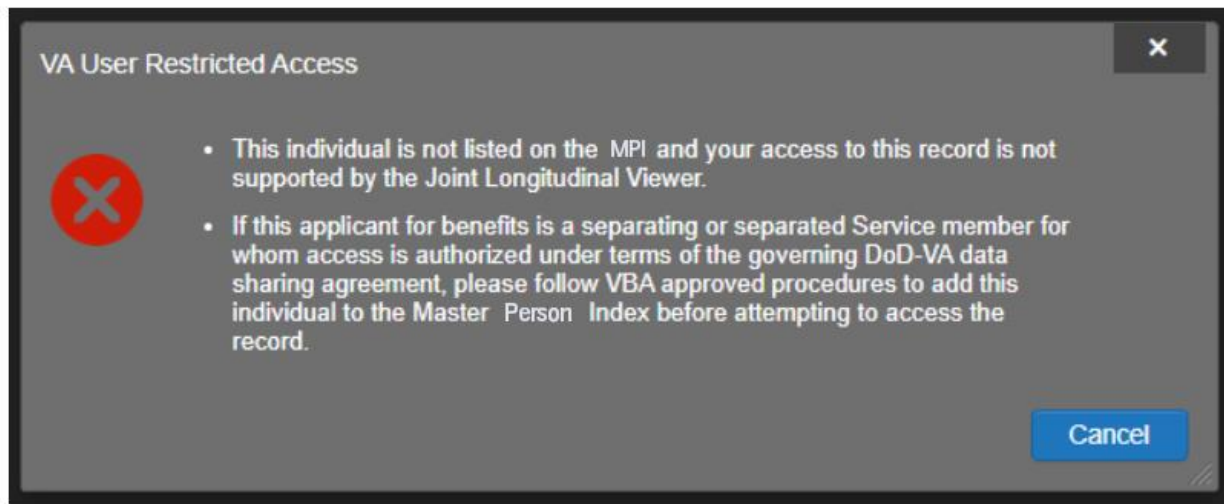 VA User Restricted Access
×
• This individual is not listed on the MPI and your access to this record is not
supported by the Joint Longitudinal Viewer.
• If this applicant for benefits is a separating or separated Service member for
whom access is authorized under terms of the governing DoD-VA data
sharing agreement, please follow VBA approved procedures to add this
individual to the Master Person Index before attempting to access the
record.
Cancel